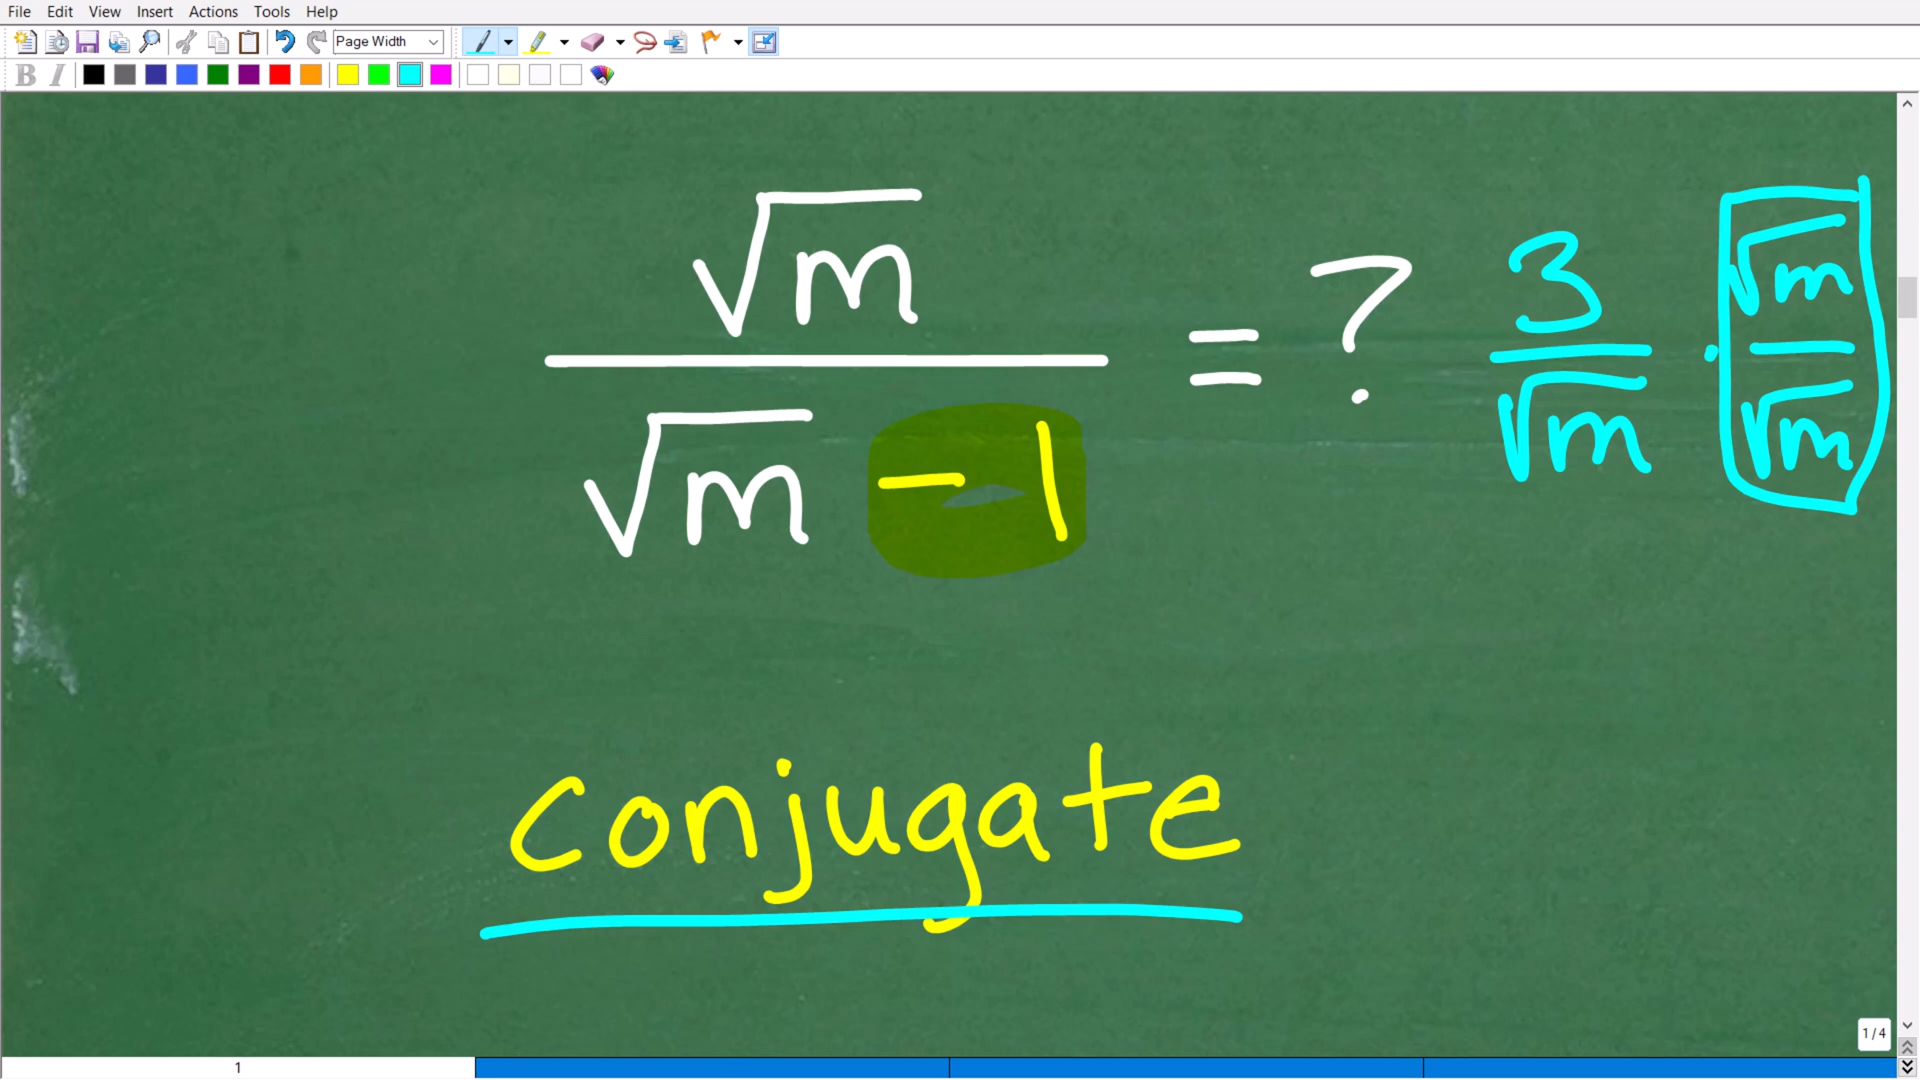 File Edit View Insert Actions Tools Help
Page Width
B I
√m / (√m − 1) = ?
3/√m · √m/√m
conjugate
1 / 4
1